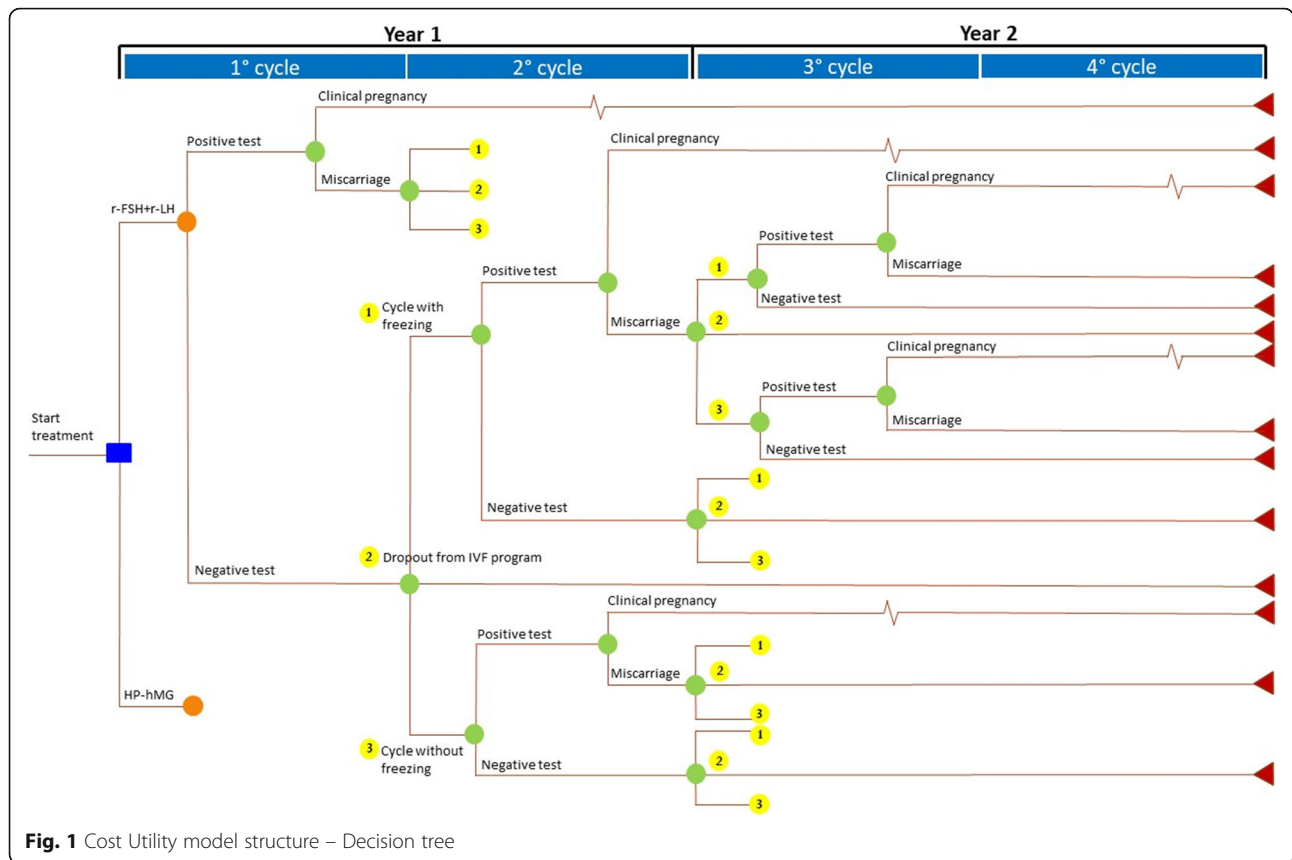 Year 1
Year 2
1° cycle
2° cycle
3° cycle
4° cycle
Clinical pregnancy
Positive test
1
Clinical pregnancy
Miscarriage
2
Clinical pregnancy
r-FSH+r-LH
3
Positive test
Positive test
1
Miscarriage
Negative test
1
Cycle with
freezing
Miscarriage
2
Clinical pregnancy
Positive test
3
Start
treatment
Miscarriage
Negative test
1
Negative test
2
2
Dropout from IVF program
3
Negative test
Clinical pregnancy
Positive test
1
Miscarriage
2
HP-hMG
3
1
3
Cycle without
freezing
Negative test
2
3
Fig. 1 Cost Utility model structure – Decision tree